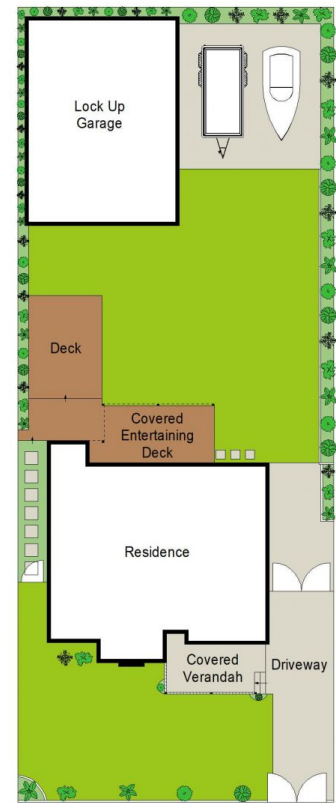 Lock Up
Garage
Deck
Covered
Entertaining
Deck
Residence
Covered
Verandah
Driveway